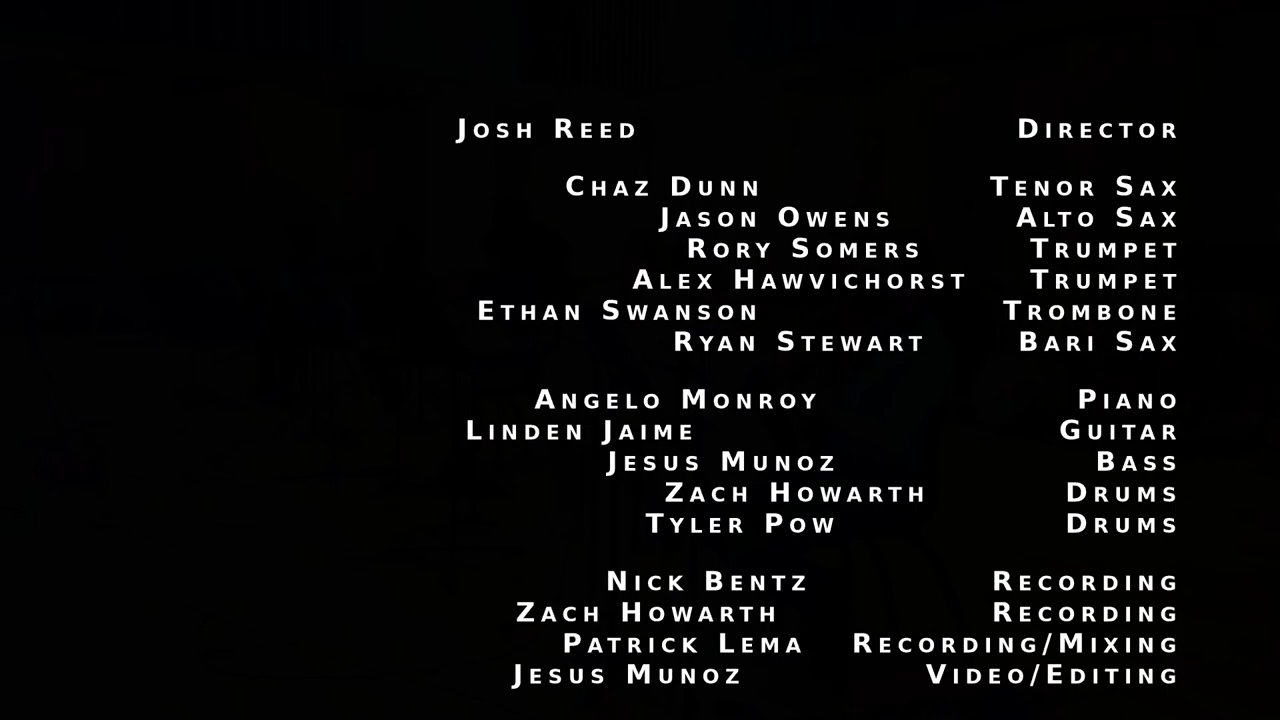 Josh Reed Director
Chaz Dunn Tenor Sax
Jason Owens Alto Sax
Rory Somers Trumpet
Alex Hawvichorst Trumpet
Ethan Swanson Trombone
Ryan Stewart Bari Sax
Angelo Monroy Piano
Linden Jaime Guitar
Jesus Munoz Bass
Zach Howarth Drums
Tyler Pow Drums
Nick Bentz Recording
Zach Howarth Recording
Patrick Lema Recording/Mixing
Jesus Munoz Video/Editing